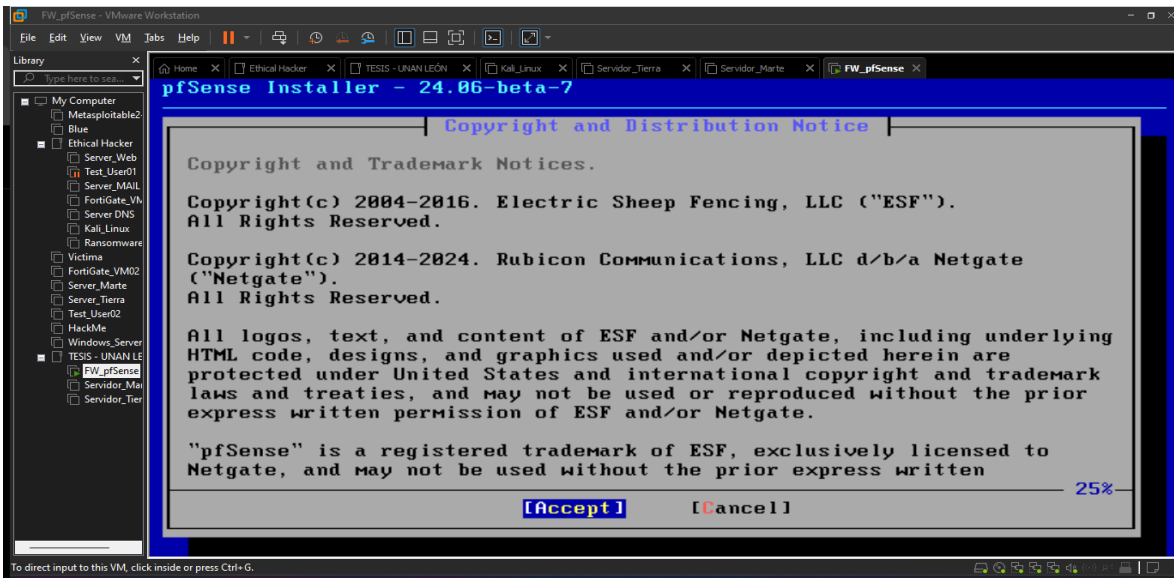 FW_pfSense - VMware Workstation
File Edit View VM Tabs Help
Library
Type here to sea...
Home
Ethical Hacker
TESIS - UNAN LEÓN
Kali_Linux
Servidor_Tierra
Servidor_Marte
FW_pfSense
My Computer
Metasploitable2-
Blue
Ethical Hacker
Server_Web
Test_User01
Server_MAIL
FortiGate_VM
Server DNS
Kali_Linux
Ransomware
Victima
FortiGate_VM02
Server_Marte
Server_Tierra
Test_User02
HackMe
Windows_Server
TESIS - UNAN LE
FW_pfSense
Servidor_Mar
Servidor_Tier
pfSense Installer - 24.06-beta-7
Copyright and Distribution Notice
Copyright and Trademark Notices.
Copyright(c) 2004-2016. Electric Sheep Fencing, LLC ("ESF").
All Rights Reserved.
Copyright(c) 2014-2024. Rubicon Communications, LLC d/b/a Netgate
("Netgate").
All Rights Reserved.
All logos, text, and content of ESF and/or Netgate, including underlying
HTML code, designs, and graphics used and/or depicted herein are
protected under United States and international copyright and trademark
laws and treaties, and may not be used or reproduced without the prior
express written permission of ESF and/or Netgate.
"pfSense" is a registered trademark of ESF, exclusively licensed to
Netgate, and may not be used without the prior express written
25%
[Accept] [Cancel]
To direct input to this VM, click inside or press Ctrl+G.